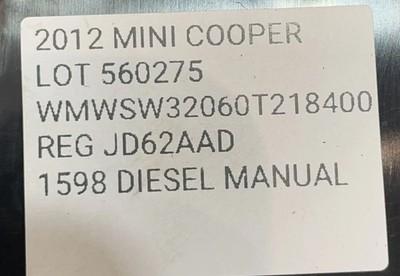 2012 MINI COOPER
LOT 560275
WMWSW32060T218400
REG JD62AAD
1598 DIESEL MANUAL